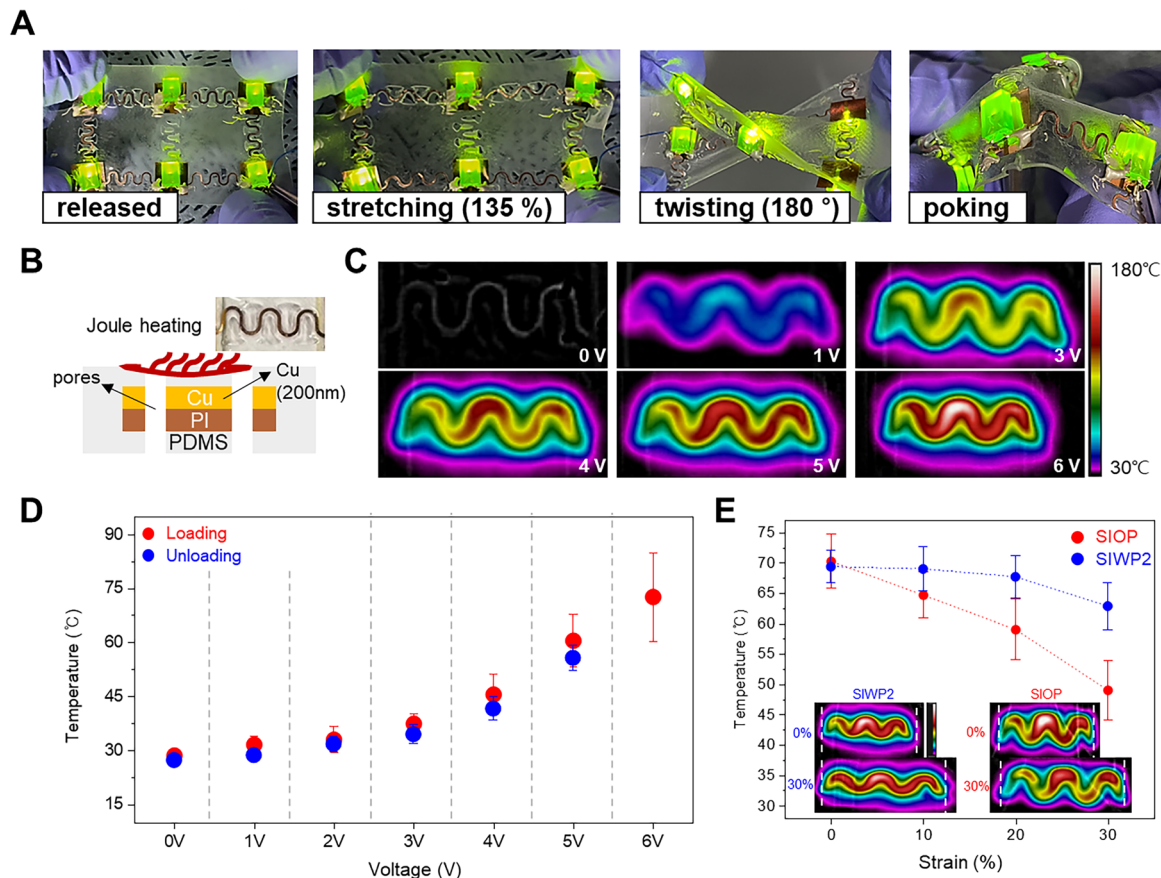 A
released
stretching (135 %)
twisting (180 °)
poking
B
Joule heating
pores
Cu
(200nm)
Cu
PI
PDMS
C
0 V
1 V
3 V
4 V
5 V
6 V
180℃
30℃
D
Loading
Unloading
90
75
60
45
30
15
Temperature (℃)
0V
1V
2V
3V
4V
5V
6V
Voltage (V)
E
SIOP
SIWP2
75
70
65
60
55
50
45
40
35
30
Temperature (℃)
SIWP2
0%
30%
SIOP
0%
30%
0
10
20
30
Strain (%)